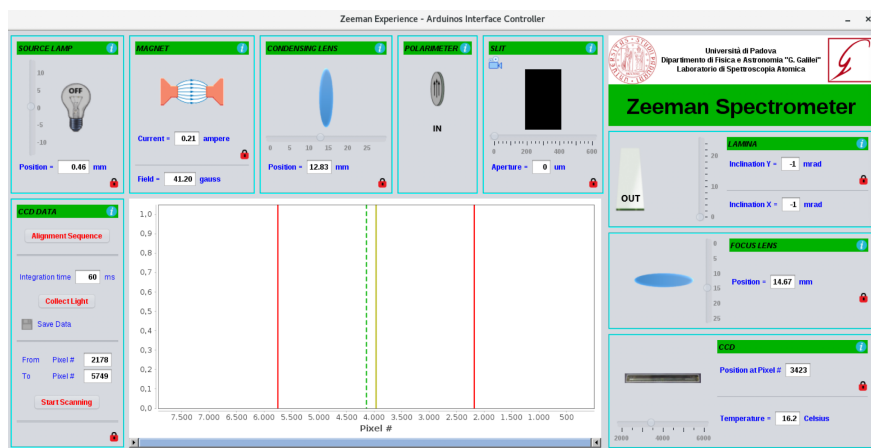 Zeeman Experience - Arduinos Interface Controller
SOURCE LAMP
10
5
0
-5
-10
OFF
Position = 0.46 mm
MAGNET
Current = 0.21 ampere
Field = 41.20 gauss
CONDENSING LENS
0 5 10 15 20 25
Position = 12.83 mm
POLARIMETER
IN
SLIT
0 200 400 600
Aperture = 0 um
Università di Padova
Dipartimento di Fisica e Astronomia "G. Galilei"
Laboratorio di Spettroscopia Atomica
Zeeman Spectrometer
LAMINA
OUT
20
10
0
Inclination Y = -1 mrad
Inclination X = -1 mrad
FOCUS LENS
0
5
10
15
20
25
Position = 14.67 mm
CCD
Position at Pixel # 3423
2000 4000 6000
Temperature = 16.2 Celsius
CCD DATA
Alignment Sequence
Integration time 60 ms
Collect Light
Save Data
From Pixel # 2178
To Pixel # 5749
Start Scanning
1,0
0,9
0,8
0,7
0,6
0,5
0,4
0,3
0,2
0,1
0,0
7.500 7.000 6.500 6.000 5.500 5.000 4.500 4.000 3.500 3.000 2.500 2.000 1.500 1.000 500
Pixel #